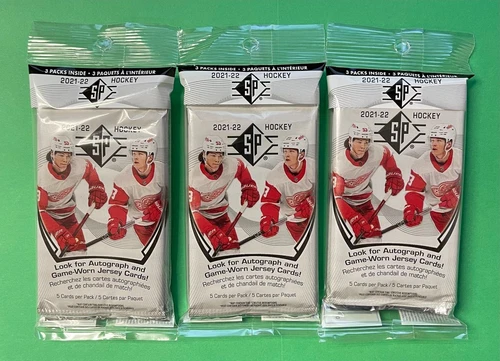 3 PACKS INSIDE • 3 PAQUETS À L'INTÉRIEUR
2021-22 HOCKEY
SP
2021-22 HOCKEY
SP
Look for Autograph and
Game-Worn Jersey Cards!
Recherchez les cartes autographiées
et de chandail de match!
5 Cards per Pack / 5 Cartes par Paquet
3 PACKS INSIDE • 3 PAQUETS À L'INTÉRIEUR
2021-22 HOCKEY
SP
2021-22 HOCKEY
SP
Look for Autograph and
Game-Worn Jersey Cards!
Recherchez les cartes autographiées
et de chandail de match!
5 Cards per Pack / 5 Cartes par Paquet
3 PACKS INSIDE • 3 PAQUETS À L'INTÉRIEUR
2021-22 HOCKEY
SP
2021-22 HOCKEY
SP
Look for Autograph and
Game-Worn Jersey Cards!
Recherchez les cartes autographiées
et de chandail de match!
5 Cards per Pack / 5 Cartes par Paquet